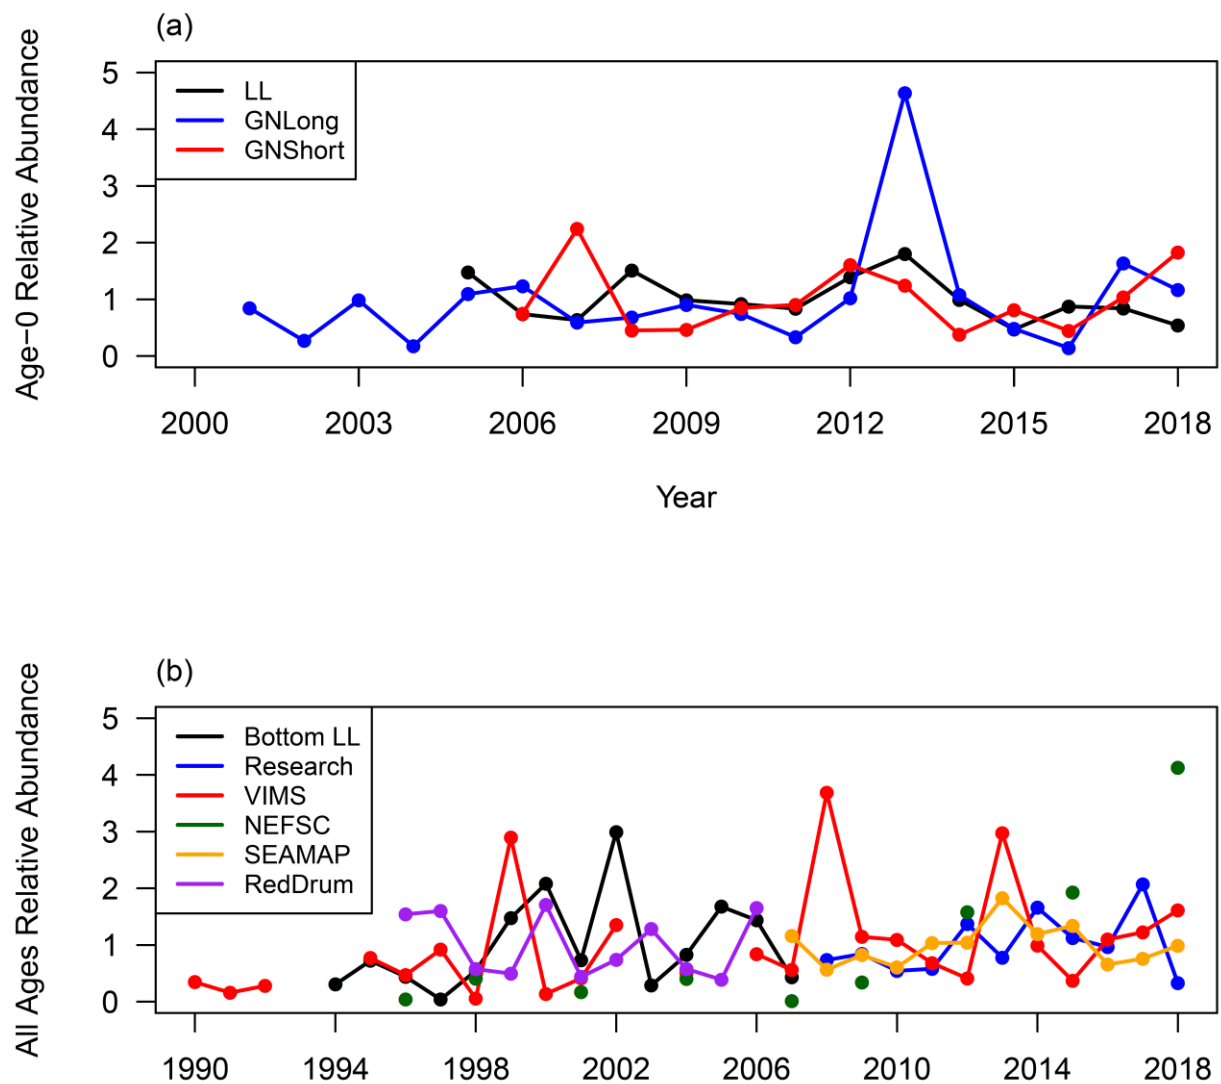 (a)
Age−0 Relative Abundance
5
4
3
2
1
0
LL
GNLong
GNShort
2000 2003 2006 2009 2012 2015 2018
Year
(b)
All Ages Relative Abundance
5
4
3
2
1
0
Bottom LL
Research
VIMS
NEFSC
SEAMAP
RedDrum
1990 1994 1998 2002 2006 2010 2014 2018